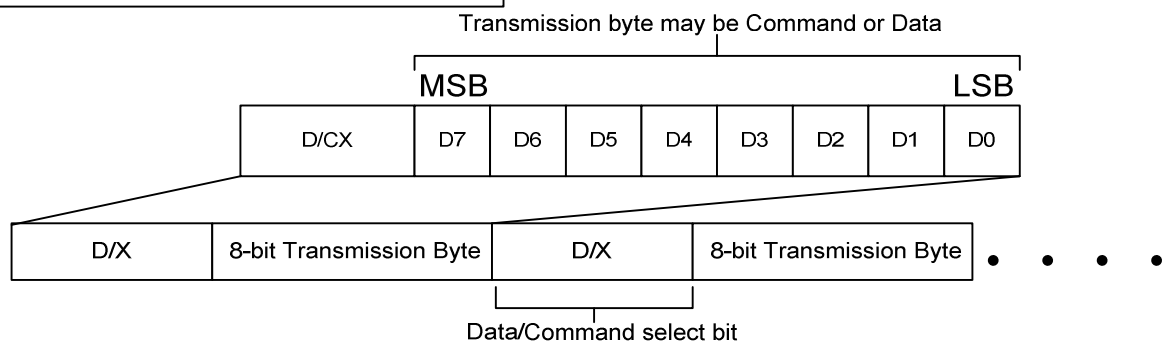 Transmission byte may be Command or Data
MSB LSB
D/CX D7 D6 D5 D4 D3 D2 D1 D0
D/X 8-bit Transmission Byte D/X 8-bit Transmission Byte
Data/Command select bit